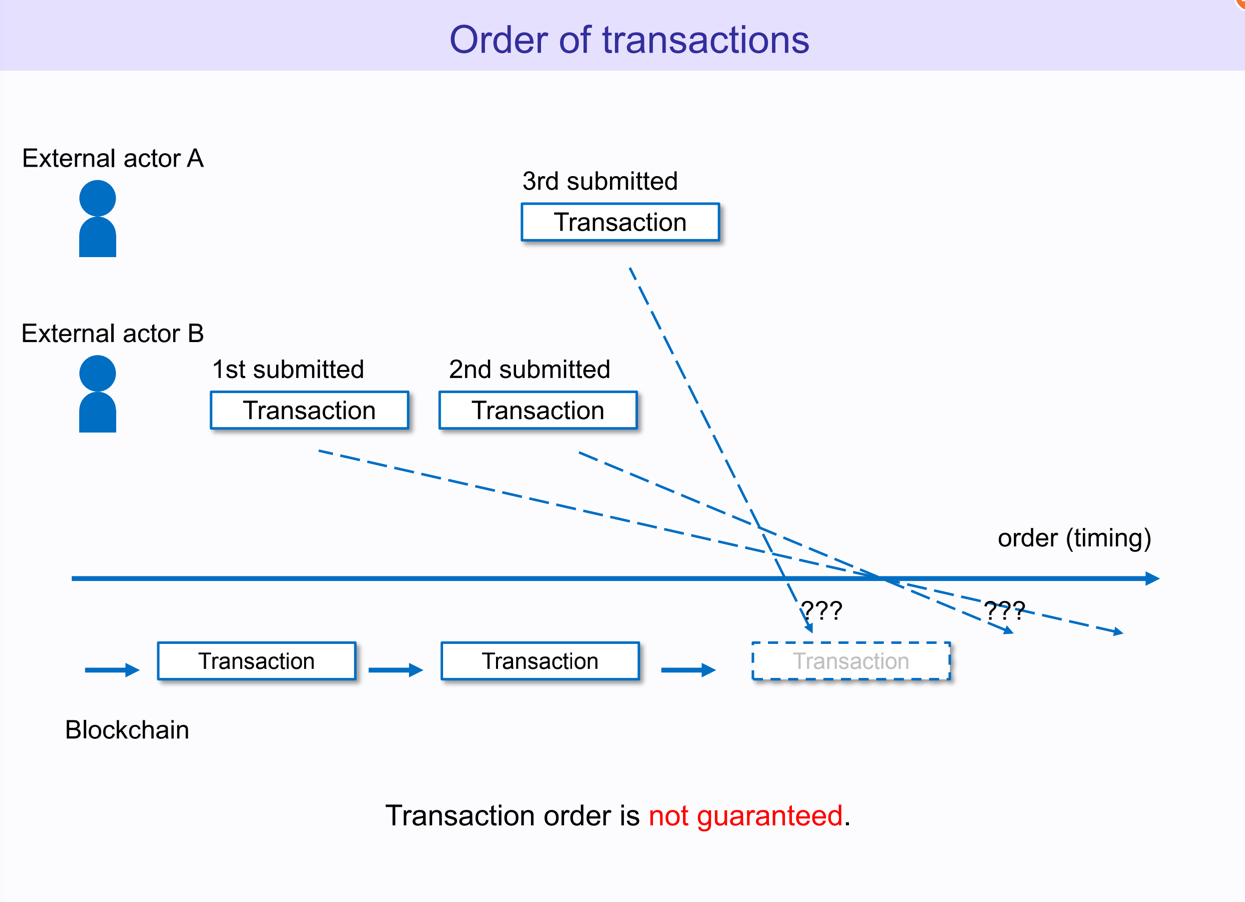 Order of transactions
External actor A
3rd submitted
Transaction
External actor B
1st submitted
2nd submitted
Transaction
Transaction
order (timing)
???
???
Transaction
Transaction
Transaction
Blockchain
Transaction order is not guaranteed.